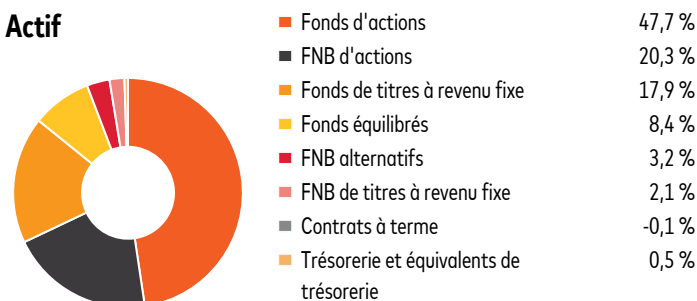 Actif
Fonds d'actions 47,7 %
FNB d'actions 20,3 %
Fonds de titres à revenu fixe 17,9 %
Fonds équilibrés 8,4 %
FNB alternatifs 3,2 %
FNB de titres à revenu fixe 2,1 %
Contrats à terme -0,1 %
Trésorerie et équivalents de 0,5 %
trésorerie